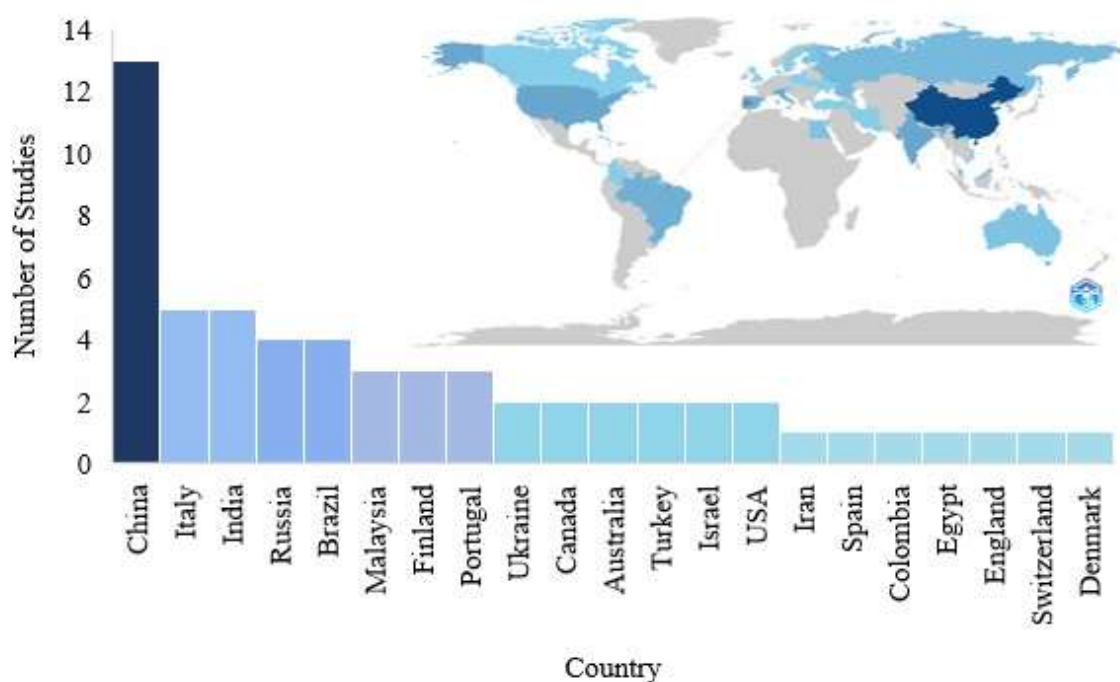 14
12
10
8
6
4
2
0
Number of Studies
China
Italy
India
Russia
Brazil
Malaysia
Finland
Portugal
Ukraine
Canada
Australia
Turkey
Israel
USA
Iran
Spain
Colombia
Egypt
England
Switzerland
Denmark
Country